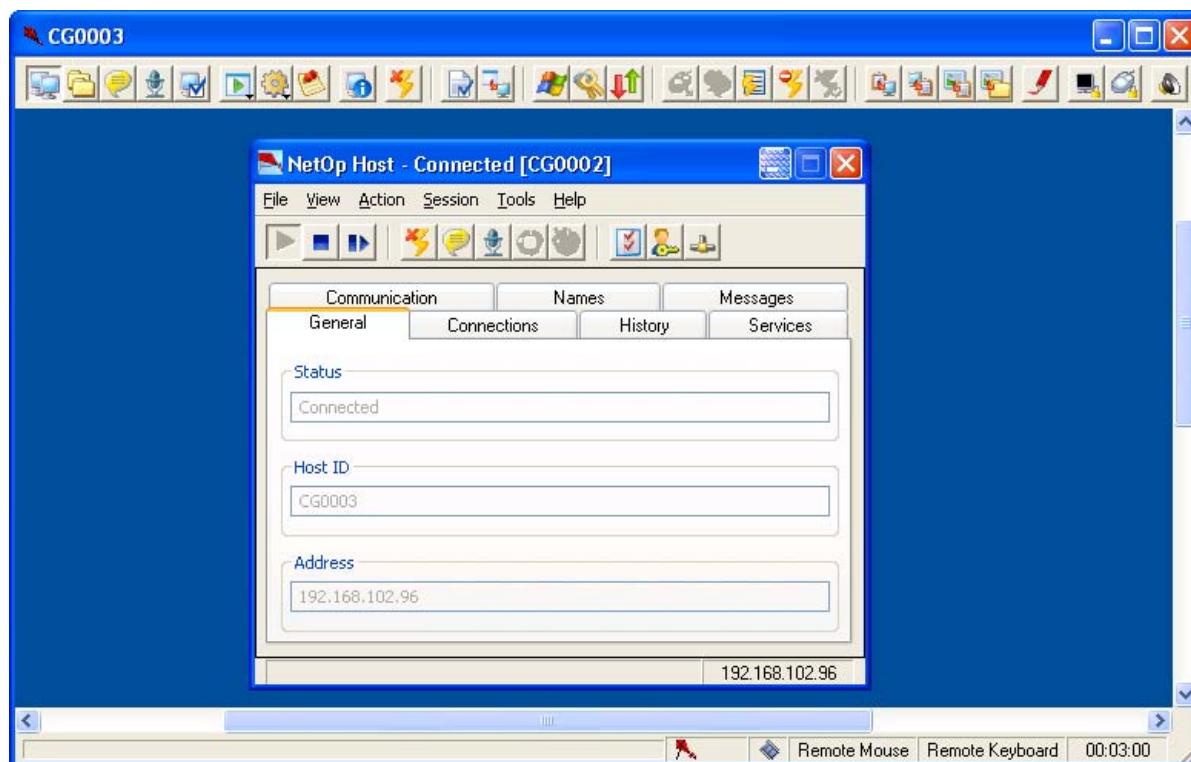 CG0003
NetOp Host - Connected [CG0002]
File View Action Session Tools Help
Communication Names Messages
General Connections History Services
Status
Connected
Host ID
CG0003
Address
192.168.102.96
192.168.102.96
Remote Mouse Remote Keyboard 00:03:00